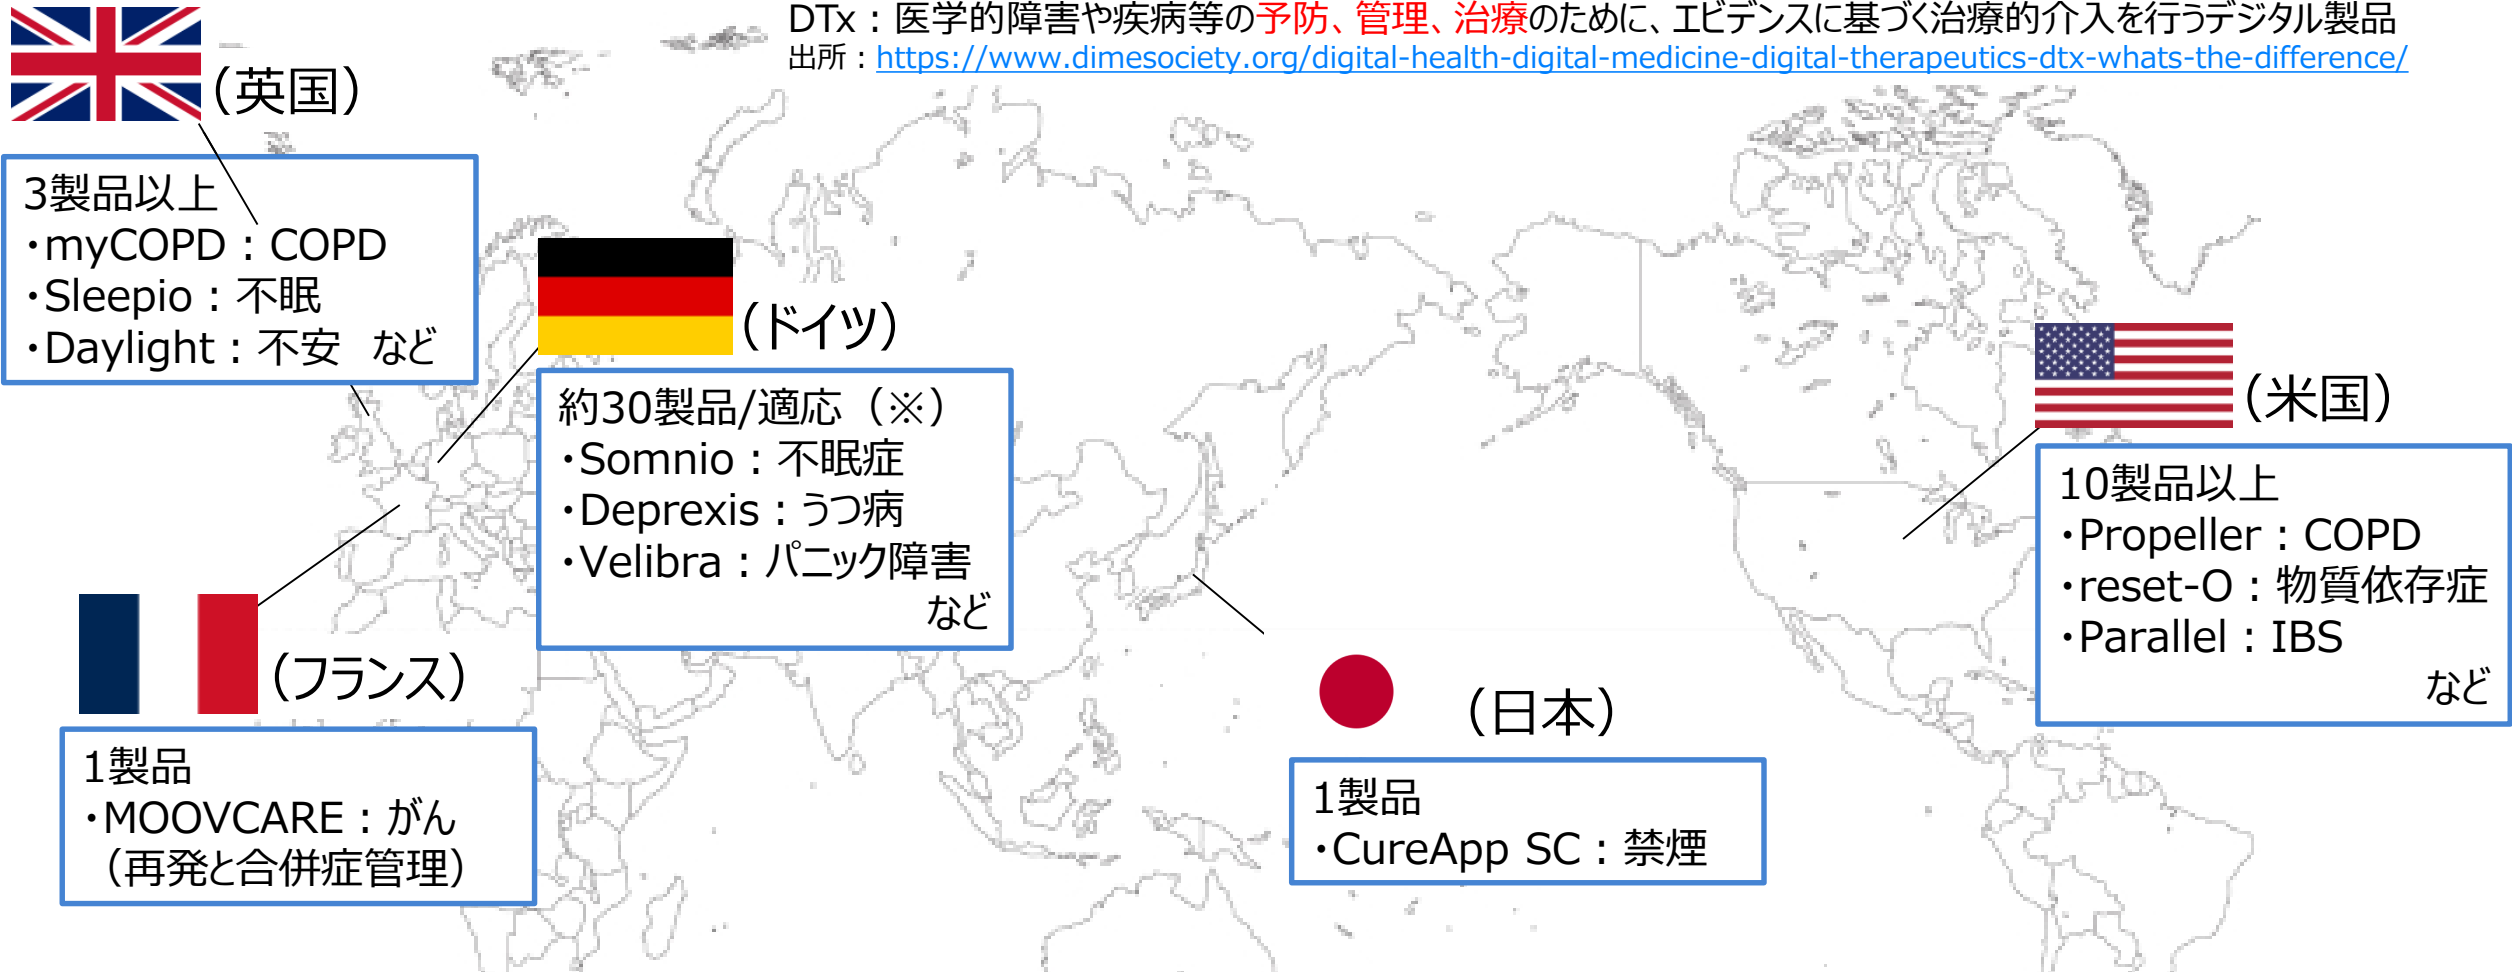 DTx：医学的障害や疾病等の予防、管理、治療のために、エビデンスに基づく治療的介入を行うデジタル製品
出所：https://www.dimesociety.org/digital-health-digital-medicine-digital-therapeutics-dtx-whats-the-difference/
（英国）
3製品以上
・myCOPD：COPD
・Sleepio：不眠
・Daylight：不安　など
（ドイツ）
約30製品/適応（※）
・Somnio：不眠症
・Deprexis：うつ病
・Velibra：パニック障害
など
（米国）
10製品以上
・Propeller：COPD
・reset-O：物質依存症
・Parallel：IBS
など
（フランス）
1製品
・MOOVCARE：がん
（再発と合併症管理）
（日本）
1製品
・CureApp SC：禁煙